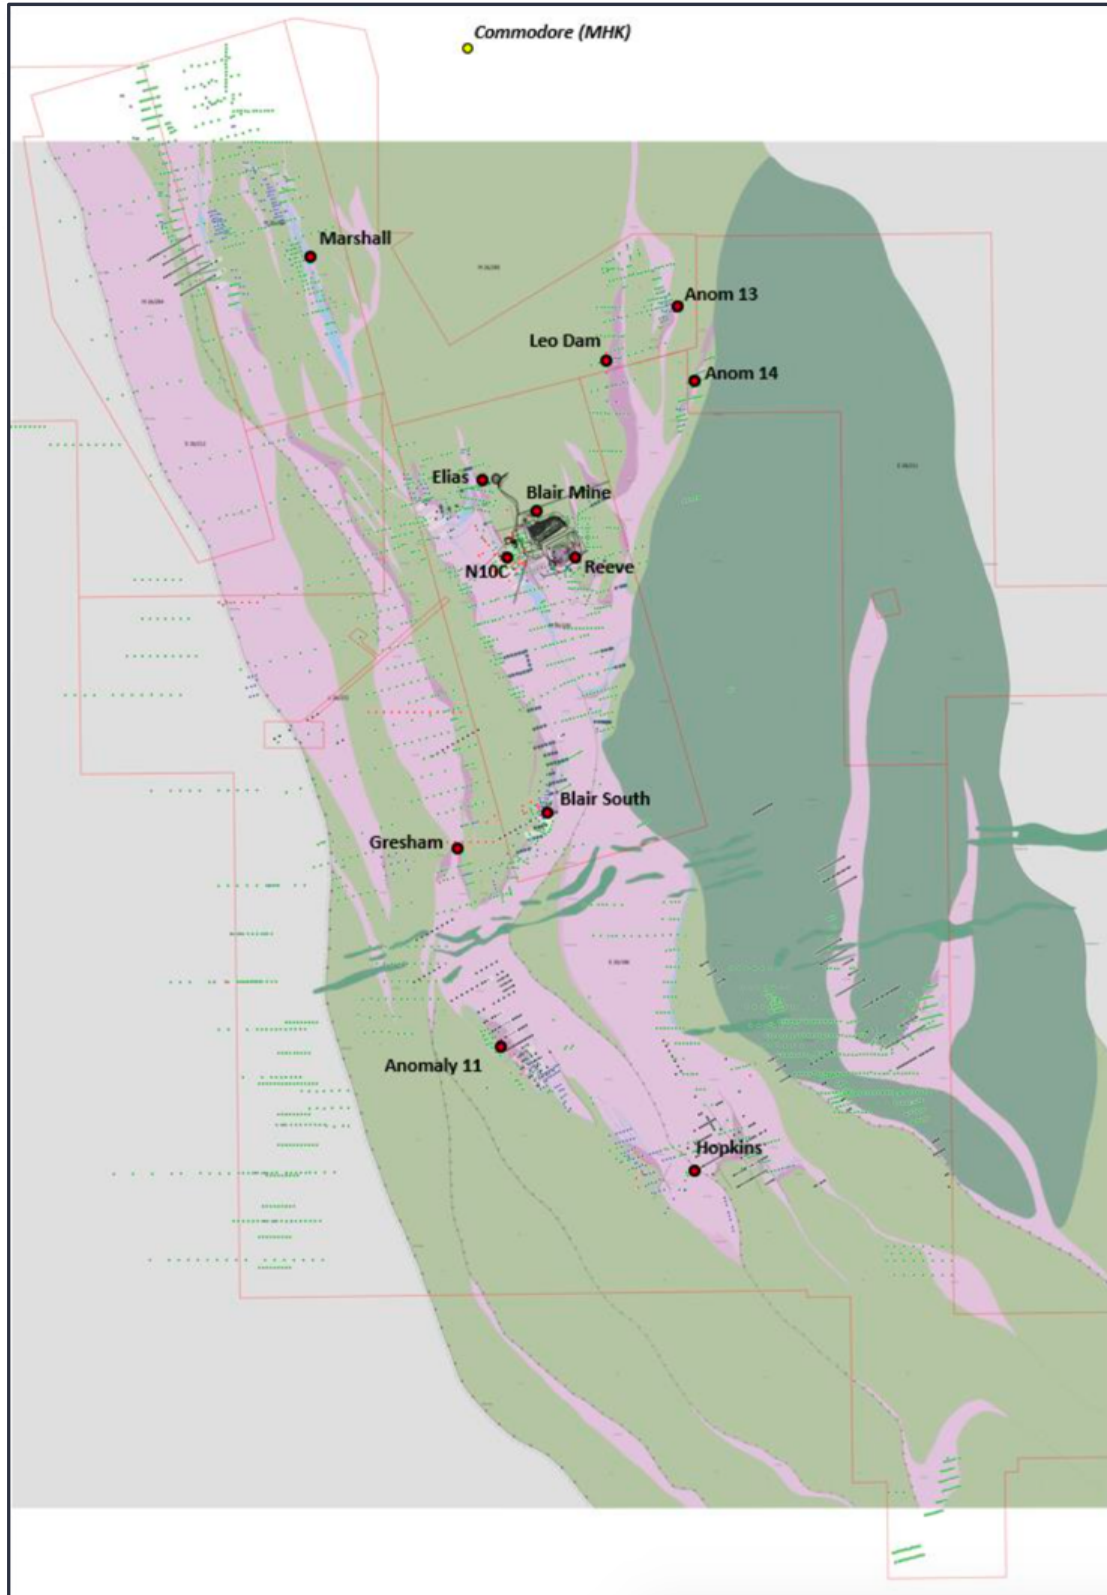 Commodore (MHK)
Marshall
Anom 13
Leo Dam
Anom 14
Elias
Blair Mine
N10C
Reeve
Blair South
Gresham
Anomaly 11
Hopkins